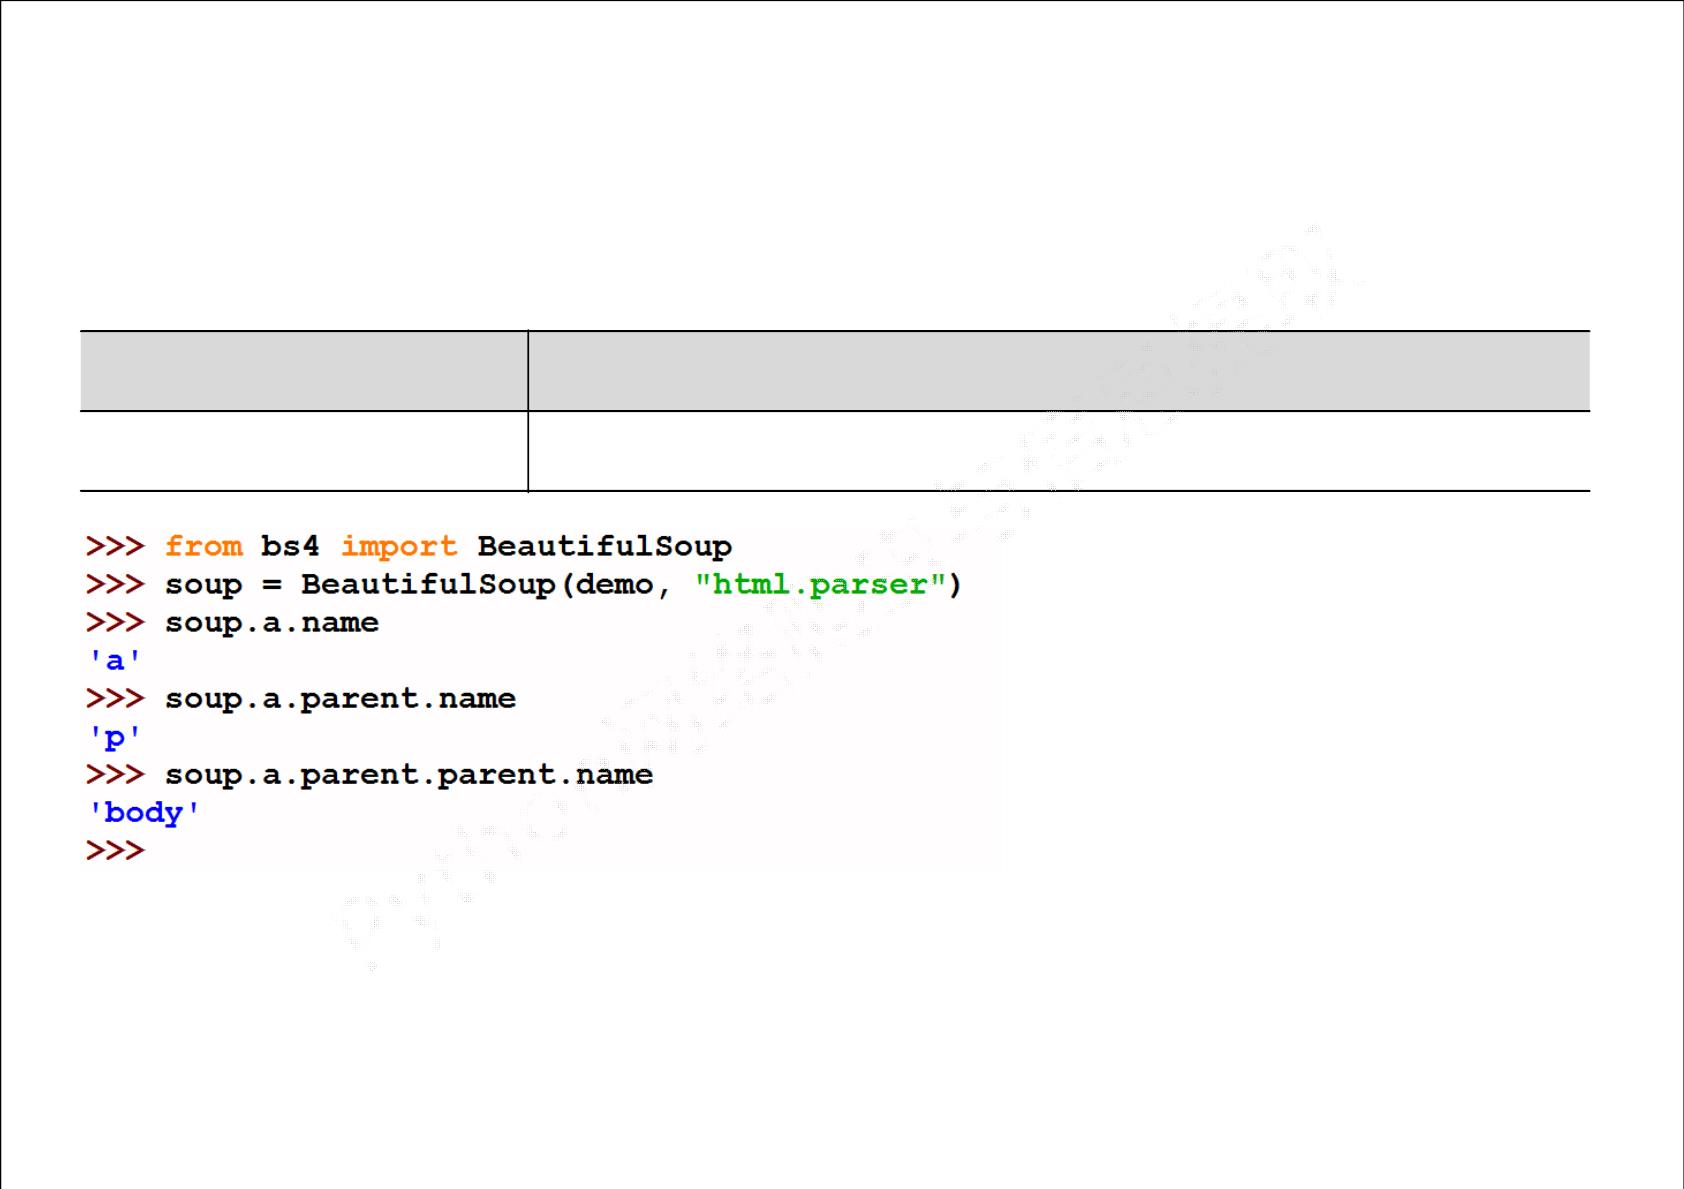 >>> from bs4 import BeautifulSoup
>>> soup = BeautifulSoup(demo, "html.parser")
>>> soup.a.name
'a'
>>> soup.a.parent.name
'p'
>>> soup.a.parent.parent.name
'body'
>>>